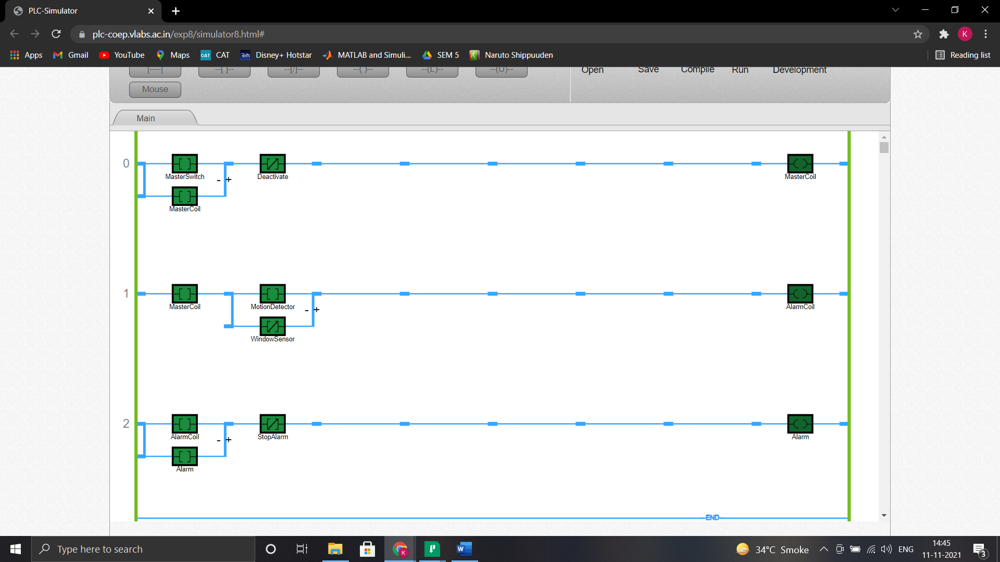 PLC-Simulator
plc-coep.vlabs.ac.in/exp8/simulator8.html#
K
Apps Gmail YouTube Maps CAT CAT Disney+ Hotstar MATLAB and Simuli... SEM 5 Naruto Shippuuden Reading list
|----| --[ ]-- --[/]-- --( )-- --(L)-- --(U)-- Open Save Compile Run Development
Mouse
Main
0
MasterSwitch - + Deactivate MasterCoil
MasterCoil
1
MasterCoil MotionDetector - + AlarmCoil
WindowSensor
2
AlarmCoil - + StopAlarm Alarm
Alarm
END
Type here to search
34°C Smoke ENG
14:45
11-11-2021
3